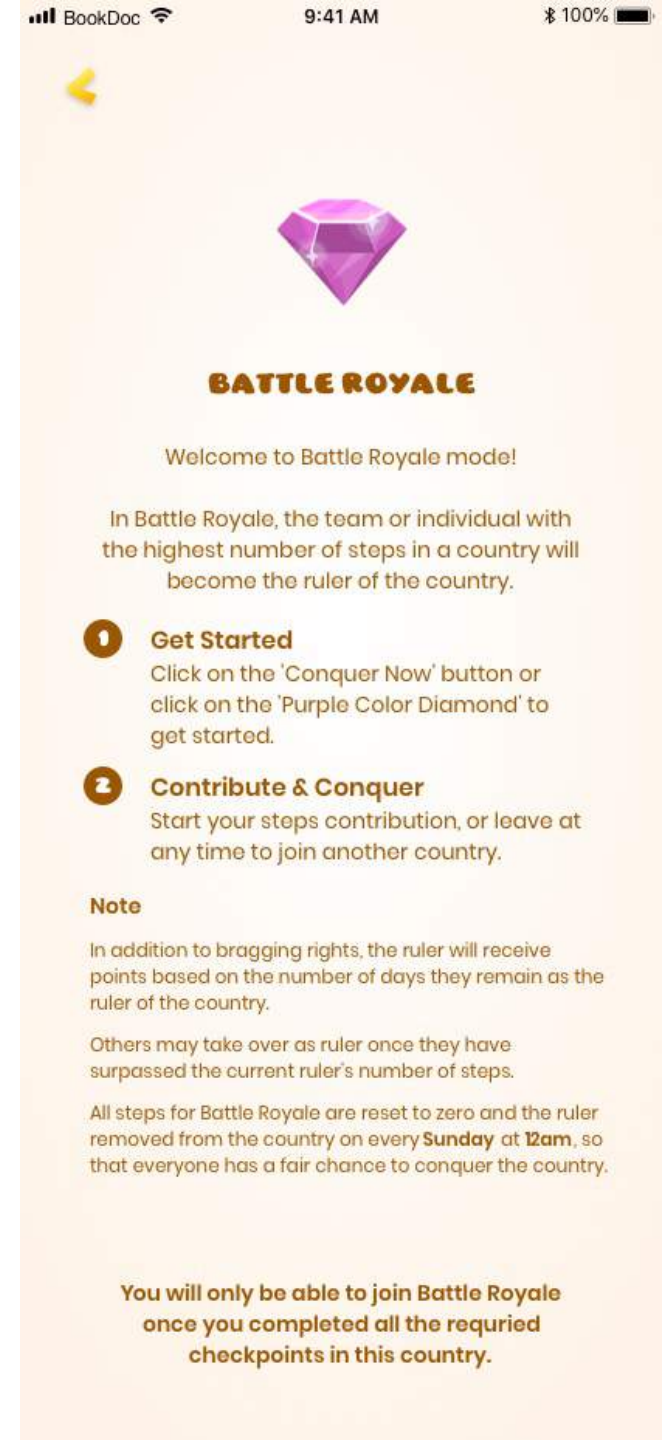 BookDoc
9:41 AM
100%
BATTLE ROYALE
Welcome to Battle Royale mode!
In Battle Royale, the team or individual with
the highest number of steps in a country will
become the ruler of the country.
1 Get Started
Click on the 'Conquer Now' button or
click on the 'Purple Color Diamond' to
get started.
2 Contribute & Conquer
Start your steps contribution, or leave at
any time to join another country.
Note
In addition to bragging rights, the ruler will receive
points based on the number of days they remain as the
ruler of the country.
Others may take over as ruler once they have
surpassed the current ruler's number of steps.
All steps for Battle Royale are reset to zero and the ruler
removed from the country on every Sunday at 12am, so
that everyone has a fair chance to conquer the country.
You will only be able to join Battle Royale
once you completed all the requried
checkpoints in this country.